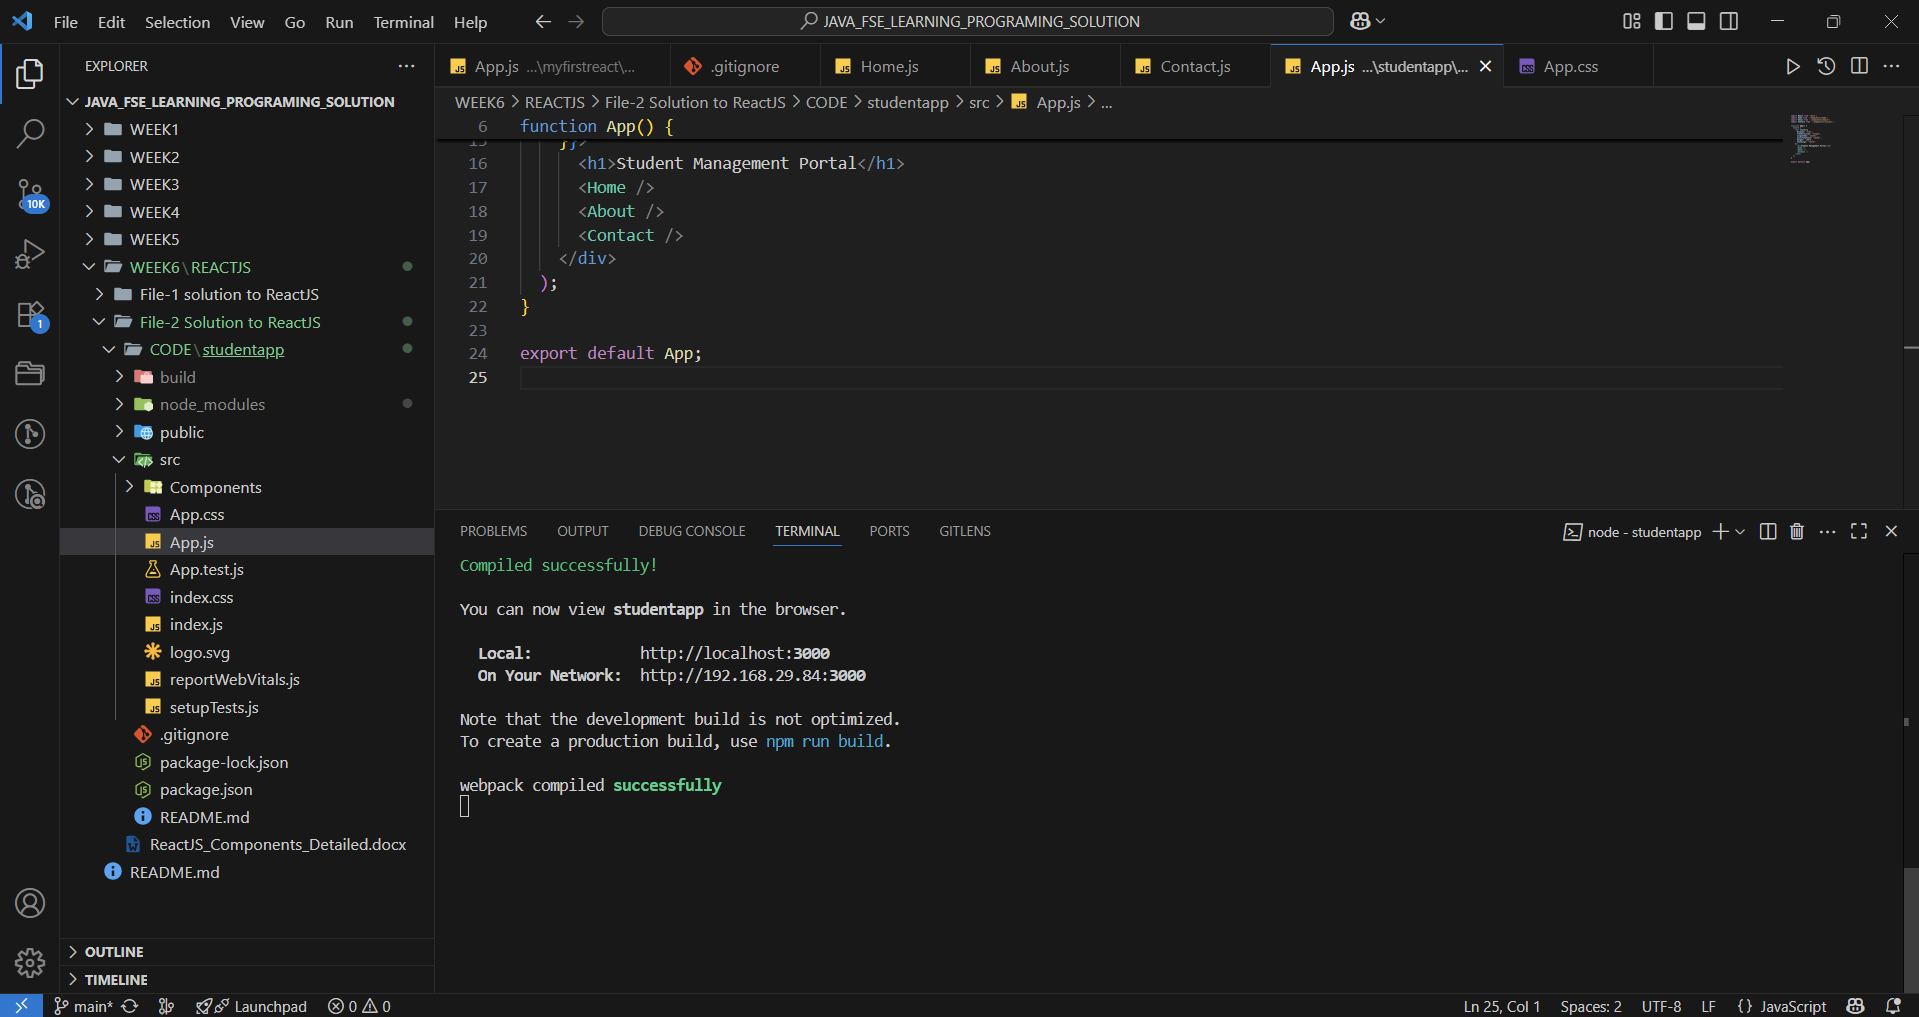 File Edit Selection View Go Run Terminal Help
JAVA_FSE_LEARNING_PROGRAMING_SOLUTION
EXPLORER
JAVA_FSE_LEARNING_PROGRAMING_SOLUTION
WEEK1
WEEK2
WEEK3
WEEK4
WEEK5
WEEK6\REACTJS
File-1 solution to ReactJS
File-2 Solution to ReactJS
CODE\studentapp
build
node_modules
public
src
Components
App.css
App.js
App.test.js
index.css
index.js
logo.svg
reportWebVitals.js
setupTests.js
.gitignore
package-lock.json
package.json
README.md
ReactJS_Components_Detailed.docx
README.md
OUTLINE
TIMELINE
10K
1
App.js ...\myfirstreact\... .gitignore Home.js About.js Contact.js App.js ...\studentapp\... App.css
WEEK6 > REACTJS > File-2 Solution to ReactJS > CODE > studentapp > src > App.js > ...
6 function App() {
15 }}>
16 <h1>Student Management Portal</h1>
17 <Home />
18 <About />
19 <Contact />
20 </div>
21 );
22 }
23
24 export default App;
25
PROBLEMS OUTPUT DEBUG CONSOLE TERMINAL PORTS GITLENS node - studentapp
Compiled successfully!
You can now view studentapp in the browser.
Local: http://localhost:3000
On Your Network: http://192.168.29.84:3000
Note that the development build is not optimized.
To create a production build, use npm run build.
webpack compiled successfully
main* Launchpad 0 0 Ln 25, Col 1 Spaces: 2 UTF-8 LF {} JavaScript